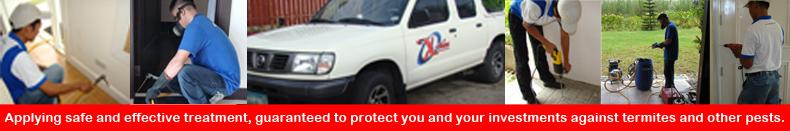 Applying safe and effective treatment, guaranteed to protect you and your investments against termites and other pests.